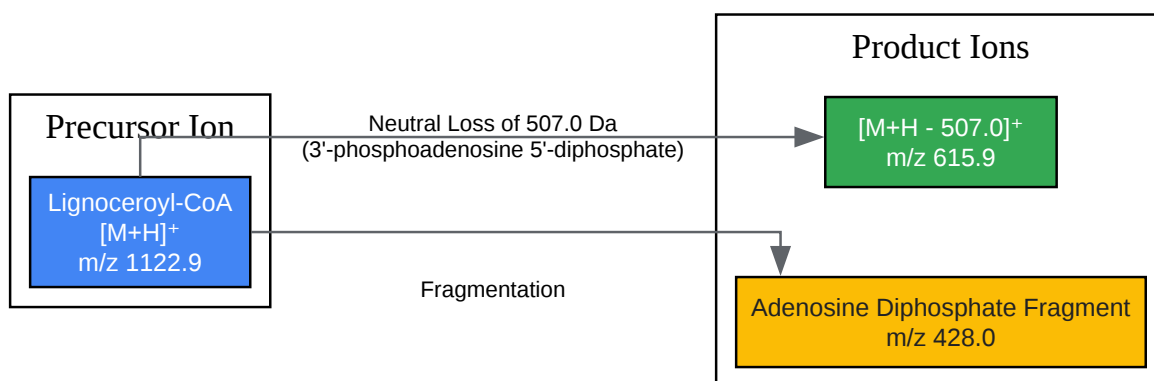 Precursor Ion
Lignoceroyl-CoA
[M+H]⁺
m/z 1122.9
Neutral Loss of 507.0 Da
(3'-phosphoadenosine 5'-diphosphate)
Fragmentation
Product Ions
[M+H - 507.0]⁺
m/z 615.9
Adenosine Diphosphate Fragment
m/z 428.0